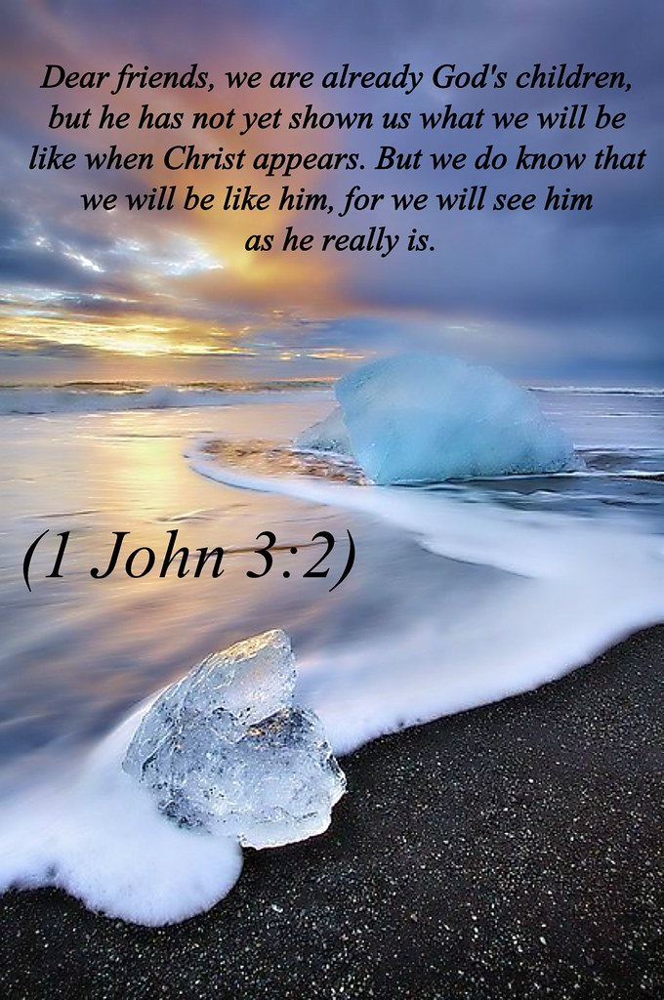 Dear friends, we are already God's children,
but he has not yet shown us what we will be
like when Christ appears. But we do know that
we will be like him, for we will see him
as he really is.
(1 John 3:2)